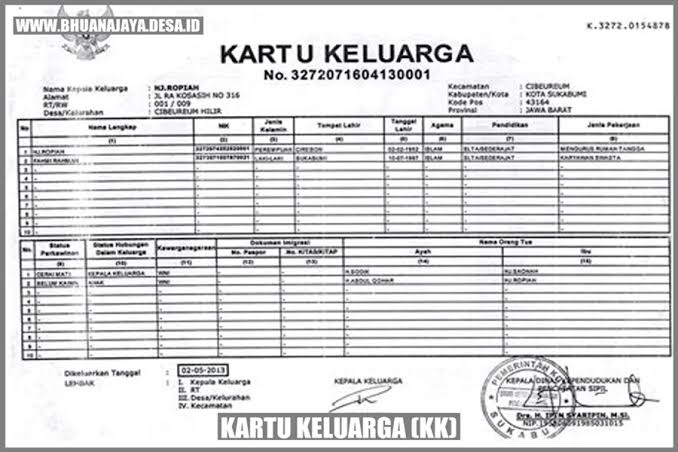 WWW.BHUANAJAYA.DESA.ID
K.3272.0154878
KARTU KELUARGA
No. 3272071604130001
Nama Kepala Keluarga : HJ.ROPIAH
Alamat : JL RA KOSASIH NO 316
RT/RW : 001 / 009
Desa/Kelurahan : CIBEUREUM HILIR
Kecamatan : CIBEUREUM
Kabupaten/Kota : KOTA SUKABUMI
Kode Pos : 43164
Provinsi : JAWA BARAT
No Nama Lengkap NIK Jenis Kelamin Tempat Lahir Tanggal Lahir Agama Pendidikan Jenis Pekerjaan
(1) (2) (3) (4) (5) (6) (7) (8)
1 HJ.ROPIAH PEREMPUAN CIREBON 02-02-1952 ISLAM SLTA/SEDERAJAT MENGURUS RUMAH TANGGA
2 FAHMI RAHMAN LAKI-LAKI SUKABUMI 10-07-1987 ISLAM SLTA/SEDERAJAT KARYAWAN SWASTA
3 - - - - - - - -
4 - - - - - - - -
5 - - - - - - - -
6 - - - - - - - -
7 - - - - - - - -
8 - - - - - - - -
9 - - - - - - - -
10 - - - - - - - -
No. Status Perkawinan Status Hubungan Dalam Keluarga Kewarganegaraan Dokumen Imigrasi Nama Orang Tua
No. Paspor No. KITAS/KITAP Ayah Ibu
(9) (10) (11) (12) (13) (14) (15)
1 CERAI MATI KEPALA KELUARGA WNI - - H.SODIK HJ.SAONAH
2 BELUM KAWIN ANAK WNI - - H.ABDUL QOHAR HJ.ROPIAH
3 - - - - - - -
4 - - - - - - -
5 - - - - - - -
6 - - - - - - -
7 - - - - - - -
8 - - - - - - -
9 - - - - - - -
10 - - - - - - -
Dikeluarkan Tanggal : 02-05-2013
LEMBAR : I. Kepala Keluarga
II. RT
III. Desa/Kelurahan
IV. Kecamatan
KEPALA KELUARGA
KEPALA DINAS KEPENDUDUKAN DAN
PENCATATAN SIPIL
PEMERINTAH KO
SUKABU
Drs. H. IPIN SYARIPIN, M.SI.
KARTU KELUARGA (KK)